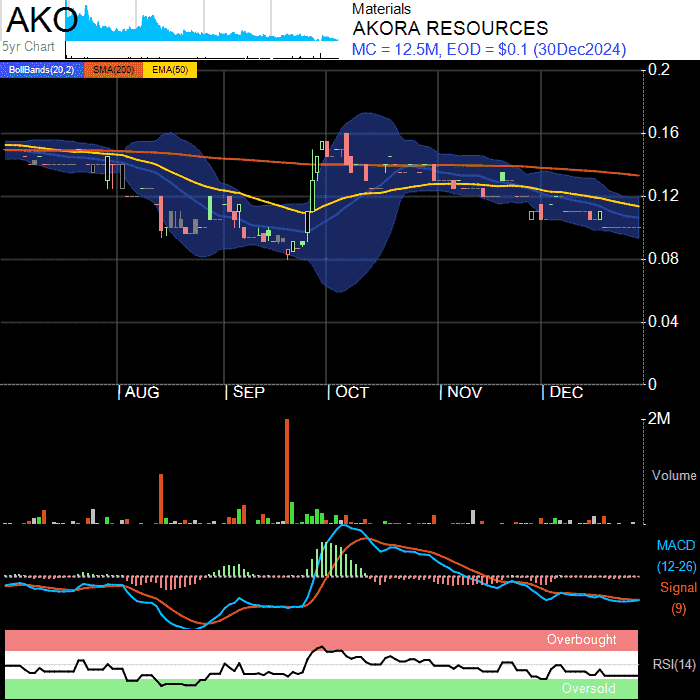 AKO
5yr Chart
Materials
AKORA RESOURCES
MC = 12.5M, EOD = $0.1 (30Dec2024)
BollBands(20,2) SMA(200) EMA(50)
0.2
0.16
0.12
0.08
0.04
0
AUG SEP OCT NOV DEC
2M
Volume
MACD
(12-26)
Signal
(9)
Overbought
RSI(14)
Oversold